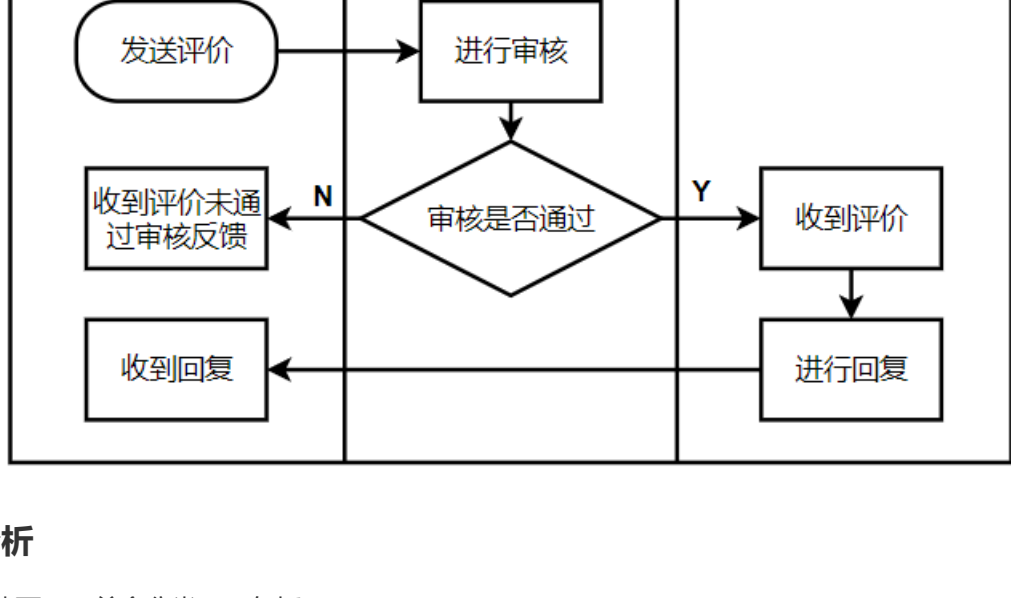 发送评价
进行审核
N
Y
收到评价未通
过审核反馈
审核是否通过
收到评价
收到回复
进行回复
析